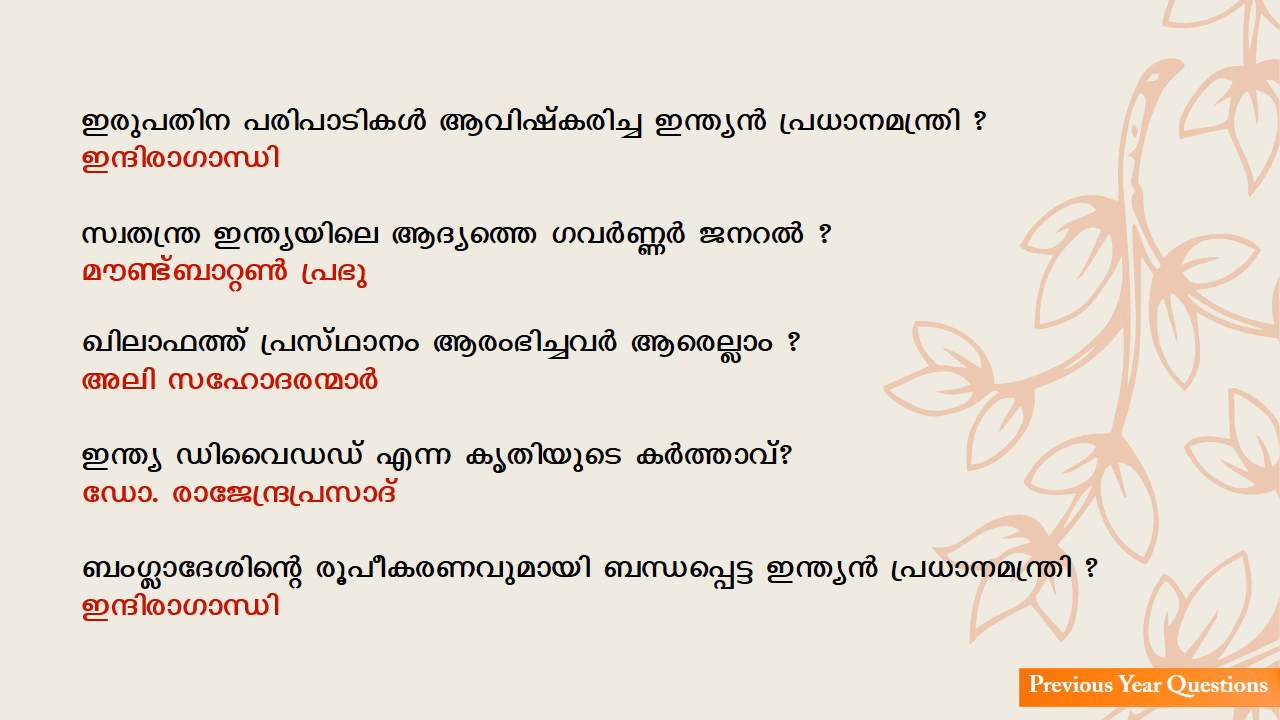 ഇരുപതിന പരിപാടികൾ ആവിഷ്കരിച്ച ഇന്ത്യൻ പ്രധാനമന്ത്രി ?
ഇന്ദിരാഗാന്ധി
സ്വതന്ത്ര ഇന്ത്യയിലെ ആദ്യത്തെ ഗവർണ്ണർ ജനറൽ ?
മൗണ്ട്ബാറ്റൺ പ്രഭു
ഖിലാഫത്ത് പ്രസ്ഥാനം ആരംഭിച്ചവർ ആരെല്ലാം ?
അലി സഹോദരന്മാർ
ഇന്ത്യ ഡിവൈഡഡ് എന്ന കൃതിയുടെ കർത്താവ്?
ഡോ. രാജേന്ദ്രപ്രസാദ്
ബംഗ്ലാദേശിന്റെ രൂപീകരണവുമായി ബന്ധപ്പെട്ട ഇന്ത്യൻ പ്രധാനമന്ത്രി ?
ഇന്ദിരാഗാന്ധി
Previous Year Questions